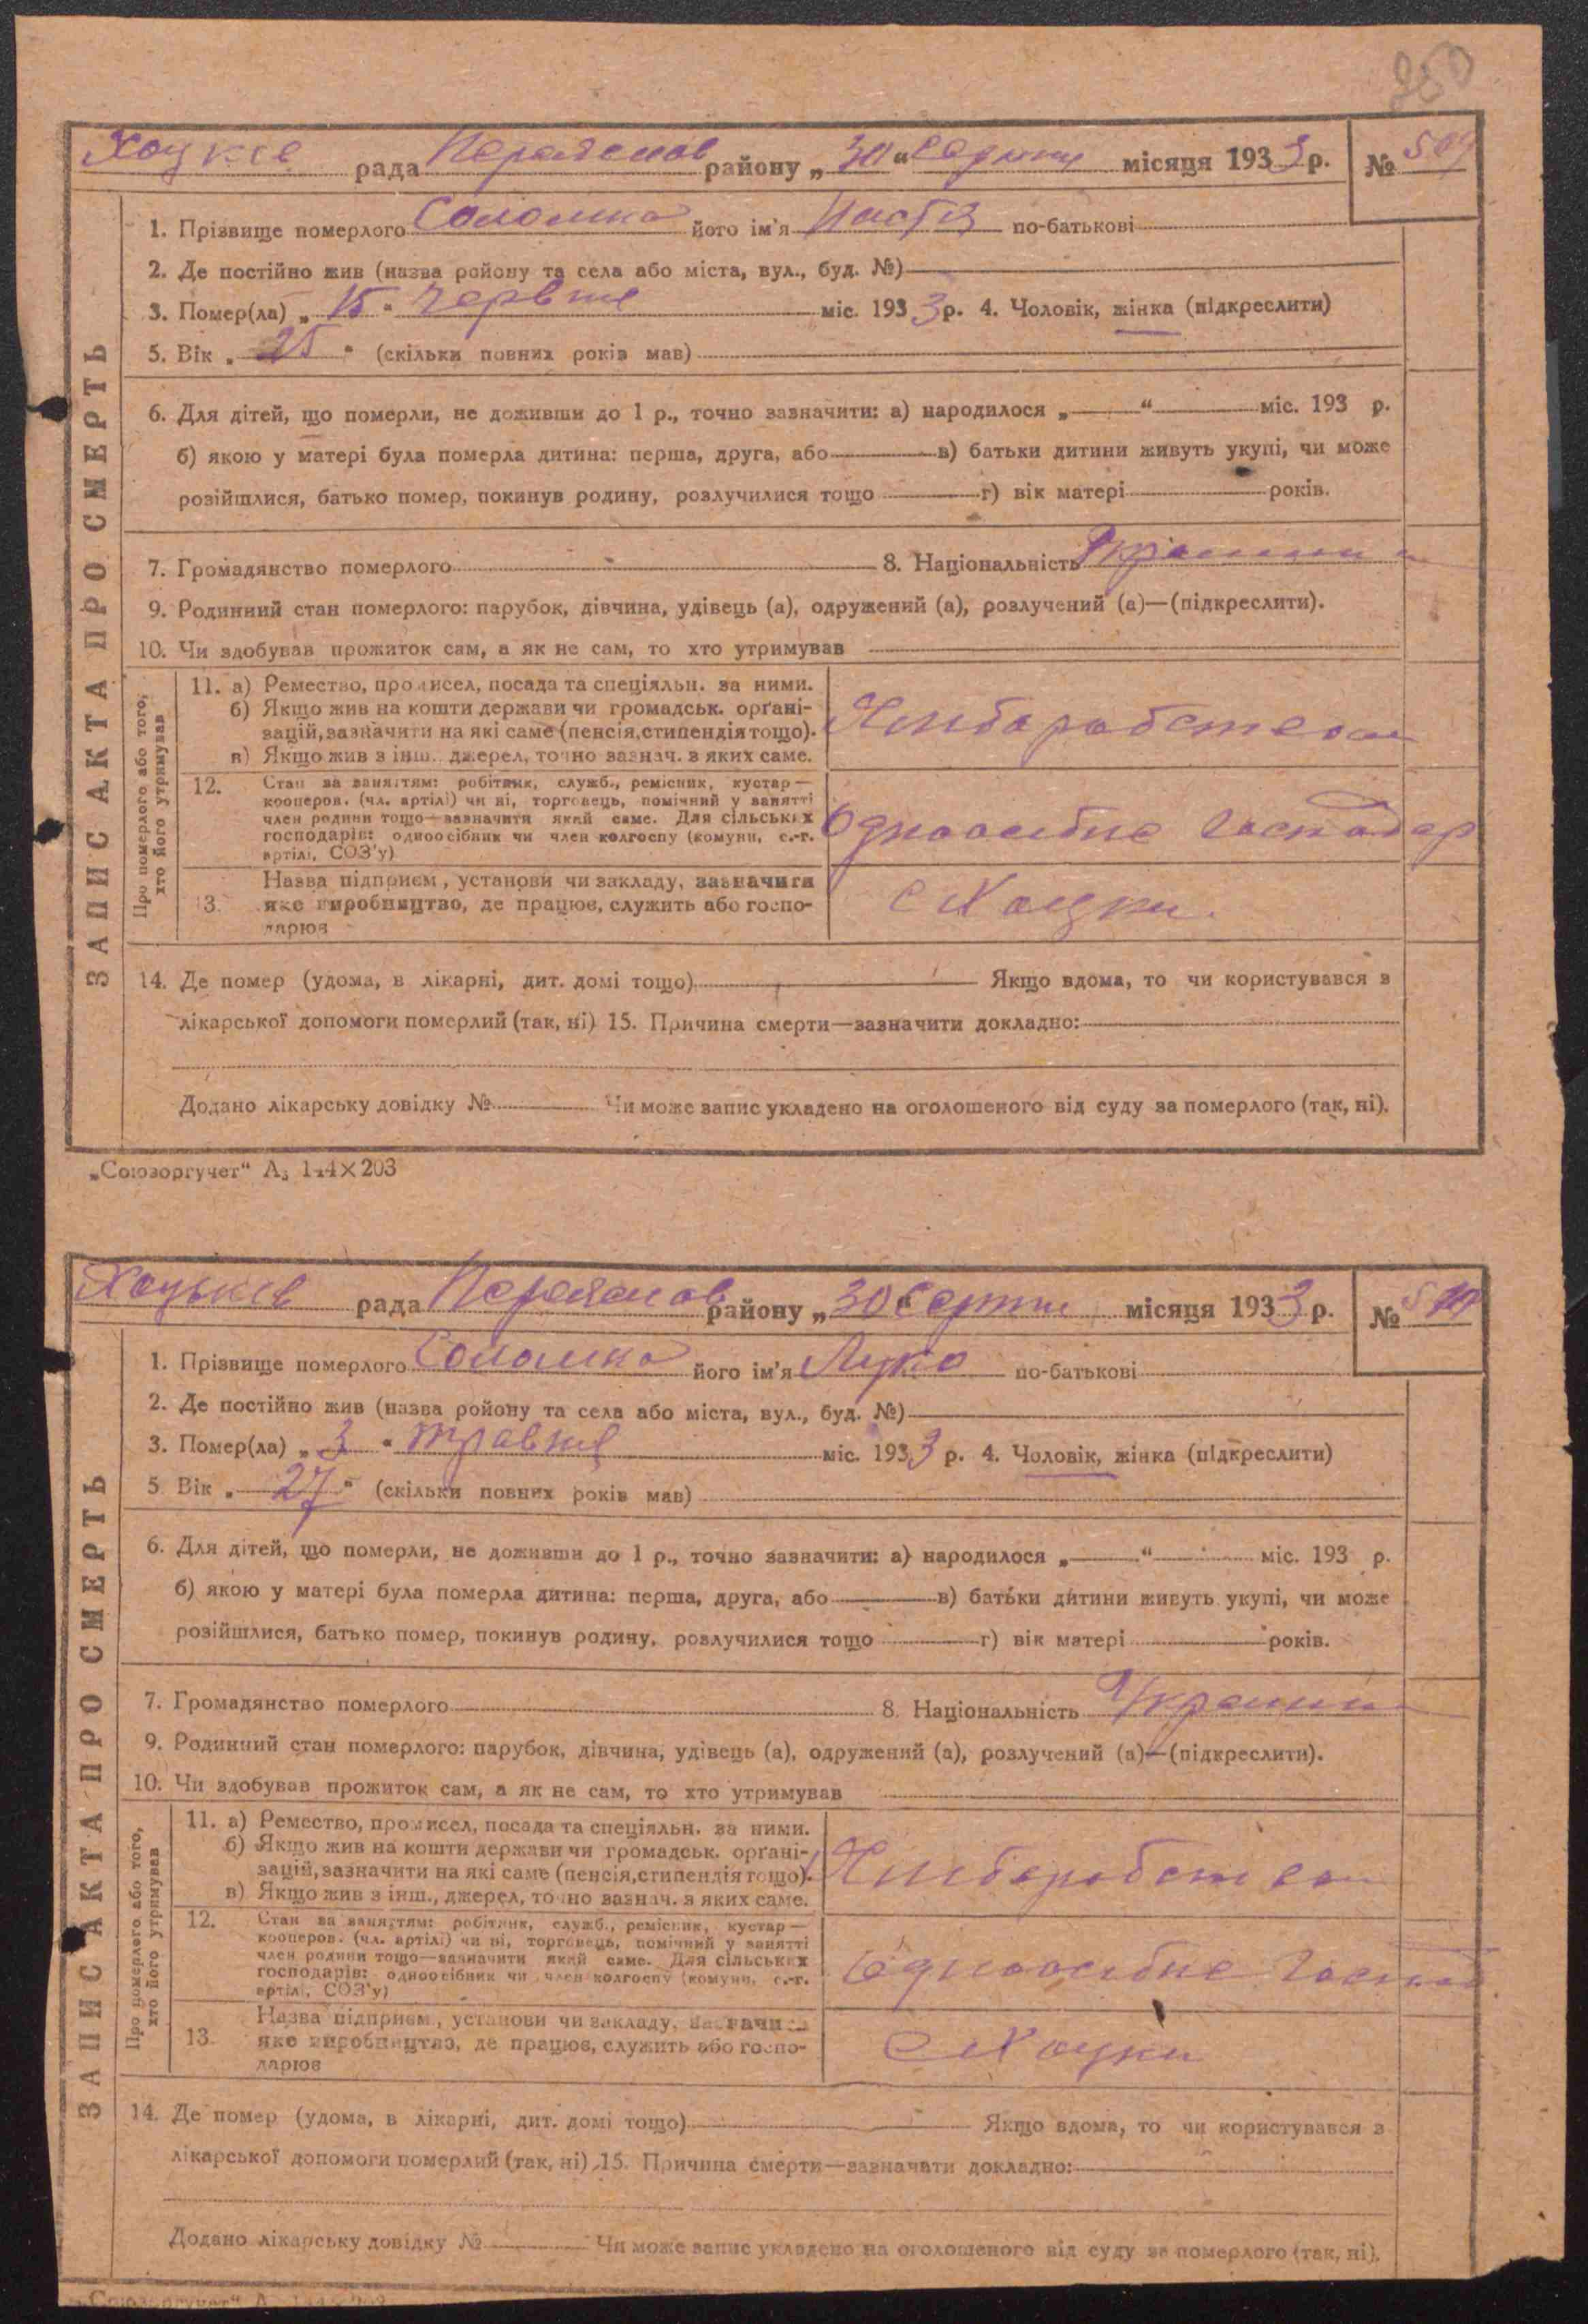 Хоцьків рада Переяслов району „30“ серпня місяця 1933 р. № 509
1. Прізвище померлого Соломка його ім'я Настя по-батькові
2. Де постійно жив (назва ройону та села або міста, вул., буд. №)
3. Помер(ла) „15“ червня міс. 1933 р. 4. Чоловік, жінка (підкреслити)
5. Вік „25“ (скільки повних років мав)
6. Для дітей, що померли, не доживши до 1 р., точно зазначити: а) народилося „ “ міс. 193 р.
б) якою у матері була померла дитина: перша, друга, або в) батьки дитини живуть укупі, чи може
розійшлися, батько помер, покинув родину, розлучилися тощо г) вік матері років.
7. Громадянство померлого 8. Національність
9. Родинний стан померлого: парубок, дівчина, удівець (а), одружений (а), розлучений (а)—(підкреслити).
10. Чи здобував прожиток сам, а як не сам, то хто утримував
ЗАПИС АКТА ПРО СМЕРТЬ
Про померлого або того,
хто його утримував
11. а) Ремество, промисел, посада та спеціяльн. за ними.
б) Якщо жив на кошти держави чи громадськ. органі-
зацій, зазначити на які саме (пенсія, стипендія тощо).
в) Якщо жив з інш. джерел, точно зазнач. з яких саме.
12. Стан за заняттям: робітник, служб., ремісник, кустар—
кооперов. (чл. артілі) чи ні, торговець, помічний у занятті
член родини тощо—зазначити який саме. Для сільських
господарів: одноосібник чи член колгоспу (комуни, с.-г.
артілі, СОЗ'у)
Одноосібне господар
13. Назва підприєм, установи чи закладу, зазначити
яке виробництво, де працює, служить або госпо-
дарює
с Хоцки
14. Де помер (удома, в лікарні, дит. домі тощо) Якщо вдома, то чи користувався з
лікарської допомоги померлий (так, ні) 15. Причина смерти—зазначити докладно:
Додано лікарську довідку № Чи може запис укладено на оголошеного від суду за померлого (так, ні).
„Союзоргучет“ А5 144×203
Хоцьків рада Переяслов району „30“ серпня місяця 1933 р. № 510
1. Прізвище померлого Соломка його ім'я Лука по-батькові
2. Де постійно жив (назва ройону та села або міста, вул., буд. №)
3. Помер(ла) „3“ травня міс. 1933 р. 4. Чоловік, жінка (підкреслити)
5. Вік „27“ (скільки повних років мав)
6. Для дітей, що померли, не доживши до 1 р., точно зазначити: а) народилося „ “ міс. 193 р.
б) якою у матері була померла дитина: перша, друга, або в) батьки дитини живуть укупі, чи може
розійшлися, батько помер, покинув родину, розлучилися тощо г) вік матері років.
7. Громадянство померлого 8. Національність
9. Родинний стан померлого: парубок, дівчина, удівець (а), одружений (а), розлучений (а)—(підкреслити).
10. Чи здобував прожиток сам, а як не сам, то хто утримував
ЗАПИС АКТА ПРО СМЕРТЬ
Про померлого або того,
хто його утримував
11. а) Ремество, промисел, посада та спеціяльн. за ними.
б) Якщо жив на кошти держави чи громадськ. органі-
зацій, зазначити на які саме (пенсія, стипендія тощо).
в) Якщо жив з інш., джерел, точно зазнач. з яких саме.
12. Стан за заняттям: робітник, служб., ремісник, кустар—
кооперов. (чл. артілі) чи ні, торговець, помічний у занятті
член родини тощо—зазначити який саме. Для сільських
господарів: одноосібник чи член колгоспу (комуни, с.-г.
артілі, СОЗ'у)
Одноосібне господ
13. Назва підприєм, установи чи закладу, зазначити
яке виробництво, де працює, служить або госпо-
дарює
с Хоцки
14. Де помер (удома, в лікарні, дит. домі тощо) Якщо вдома, то чи користувався з
лікарської допомоги померлий (так, ні) 15. Причина смерти—зазначати докладно:
Додано лікарську довідку № Чи може запис укладено на оголошеного від суду за померлого (так, ні).
„Союзоргучет“ А 144×203